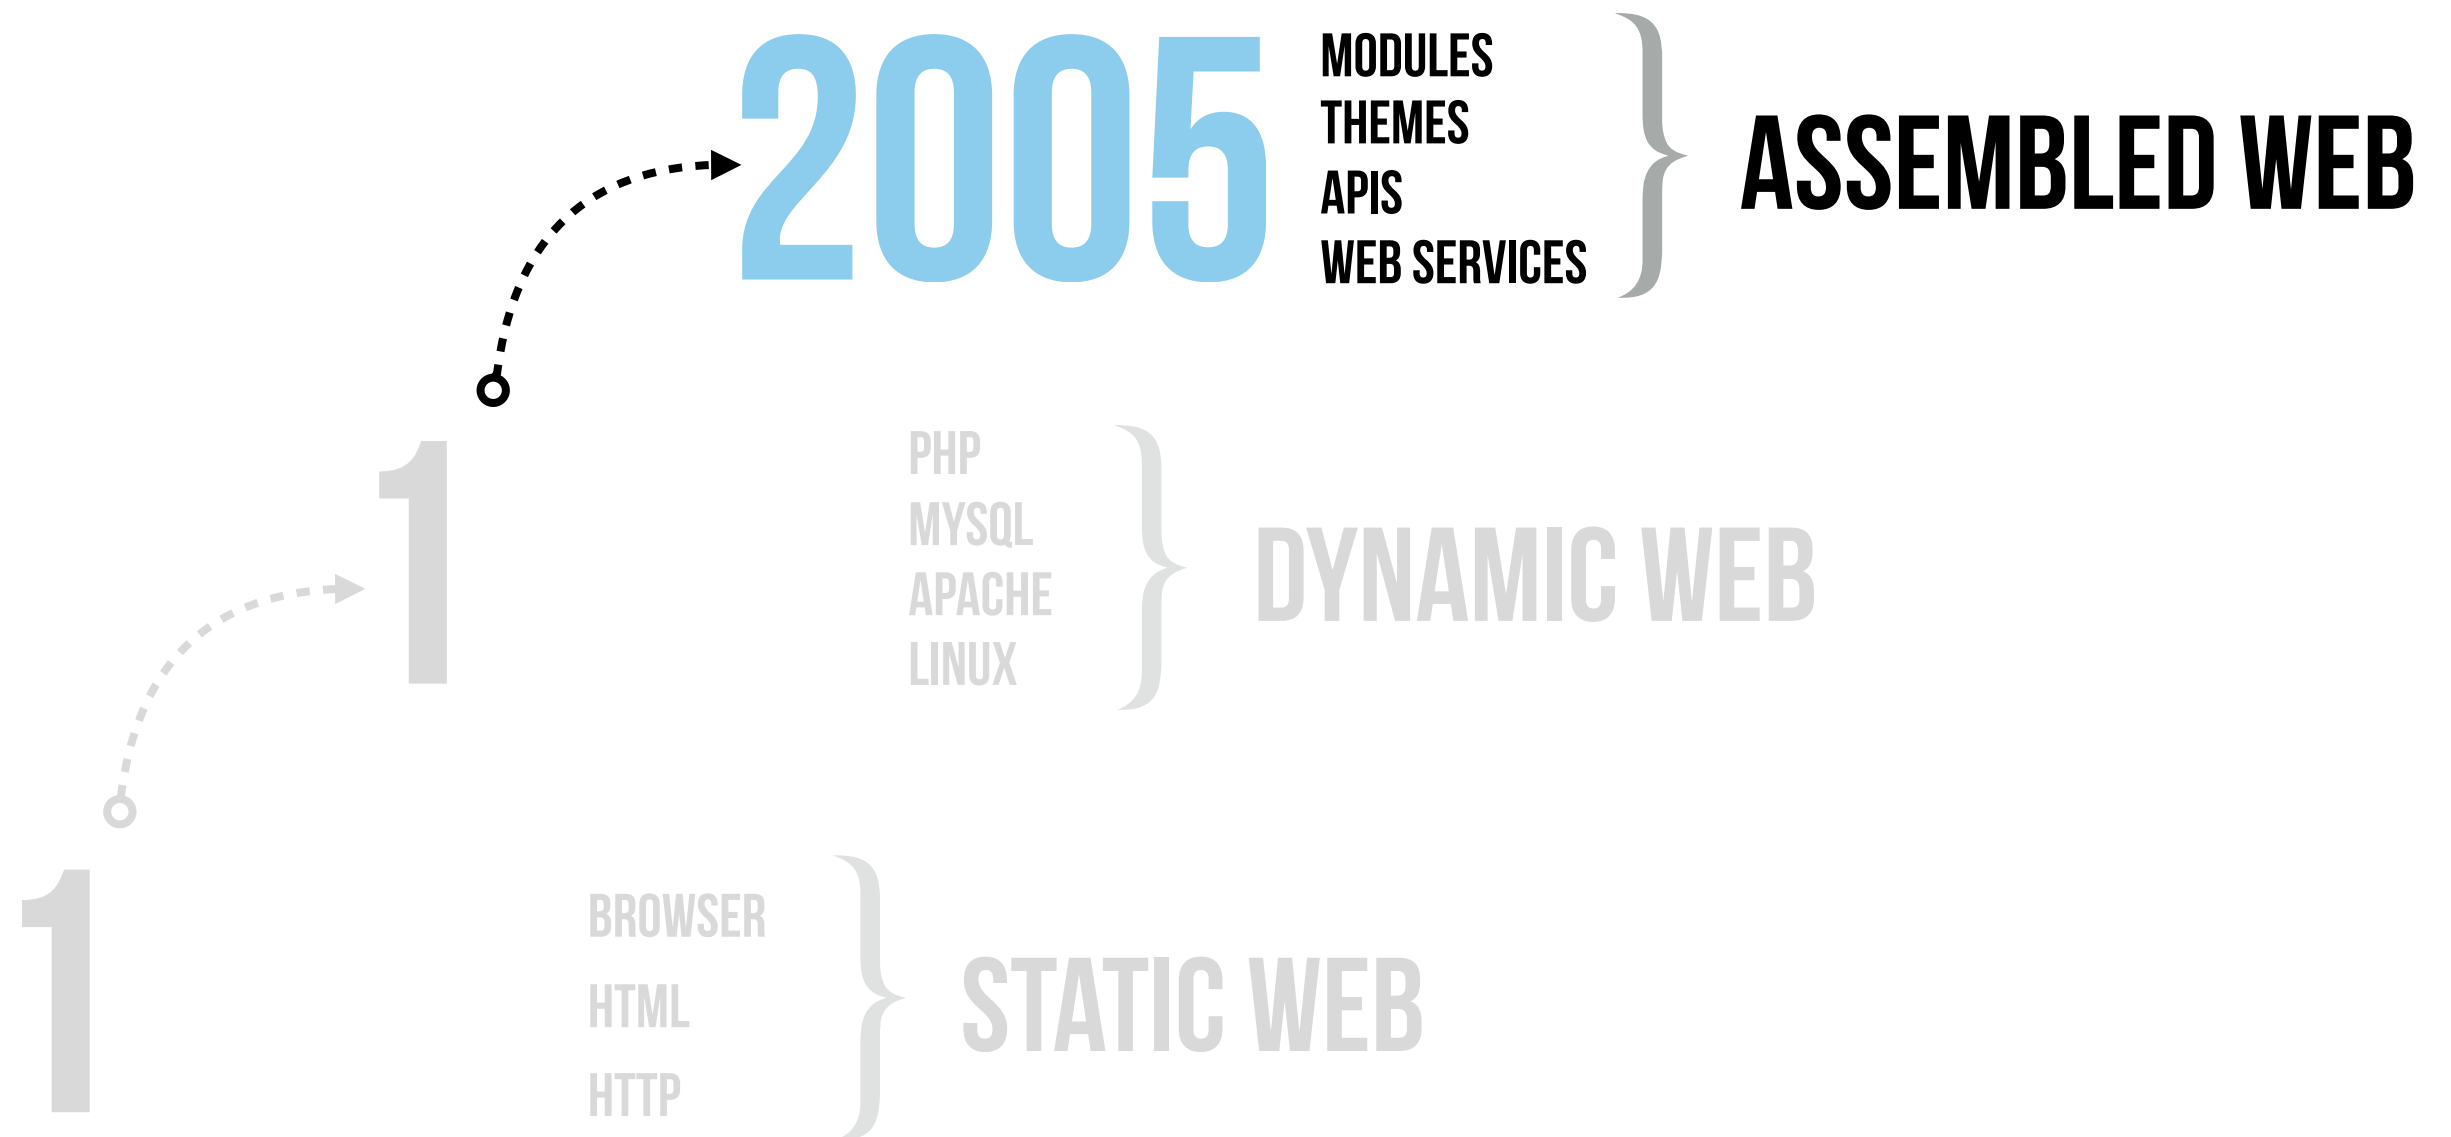 2005
MODULES
THEMES
APIS
WEB SERVICES
ASSEMBLED WEB
1
PHP
MYSQL
APACHE
LINUX
DYNAMIC WEB
1
BROWSER
HTML
HTTP
STATIC WEB